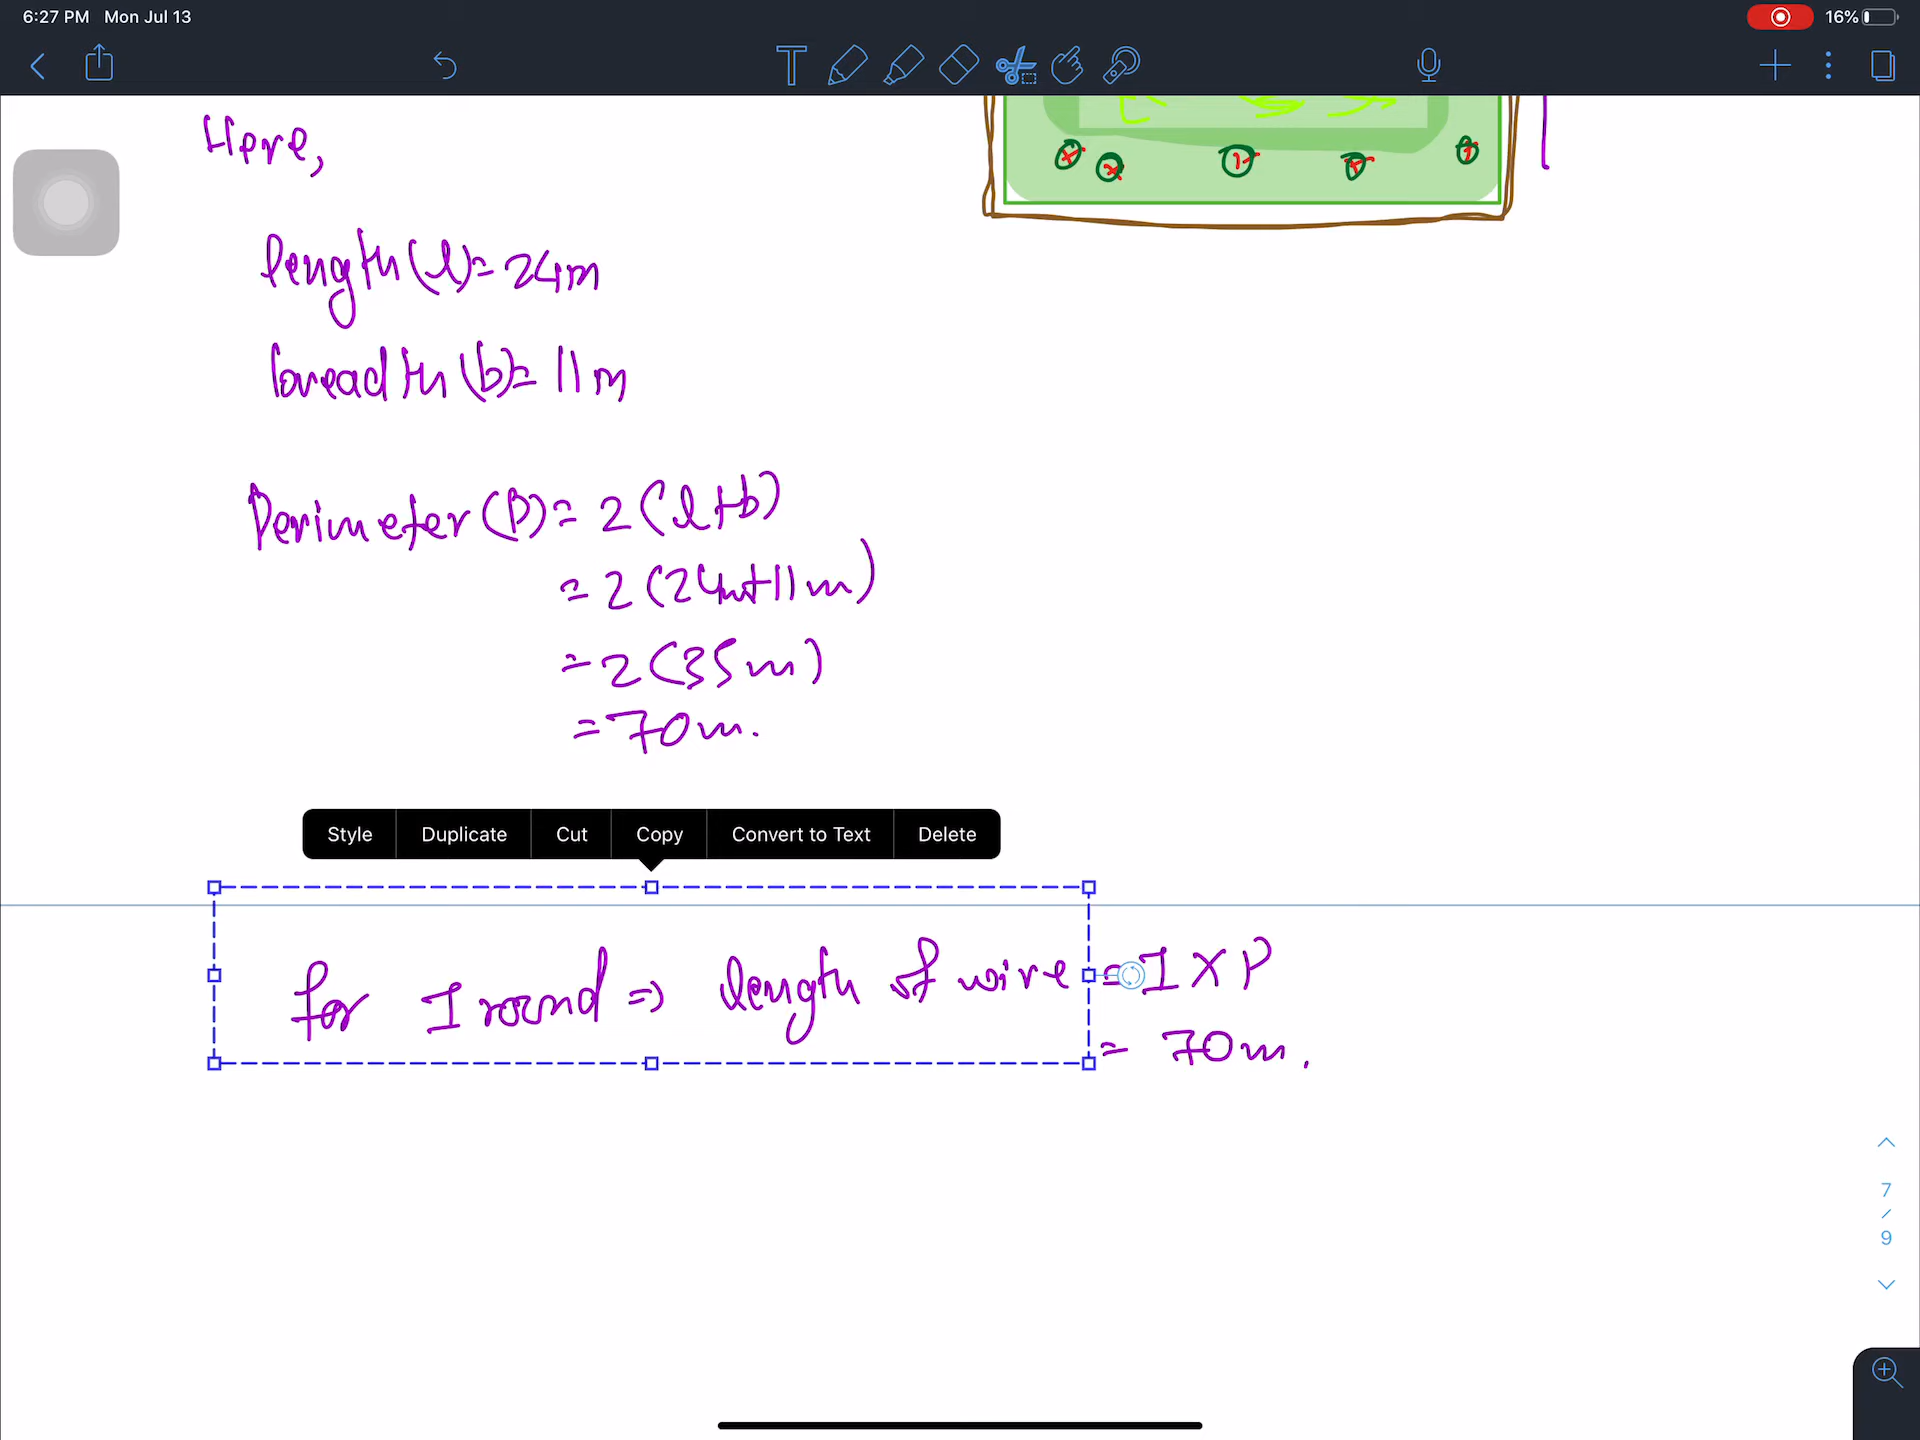 6:27 PM Mon Jul 13
16%
Here,
length (l) = 24m
breadth (b) = 11m
Perimeter (P) = 2 (l+b)
= 2 (24m+11m)
= 2 (35m)
= 70m.
Style Duplicate Cut Copy Convert to Text Delete
for 1 round => length of wire = 1 X P
= 70m.
7
/
9